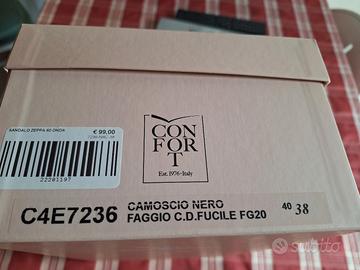 SANDALO ZEPPA 60 ONDA
€ 99,00
22201197
CON
FOR
T
Est. 1976 - Italy
C4E7236
CAMOSCIO NERO
FAGGIO C.D.FUCILE FG20
40 38
subito